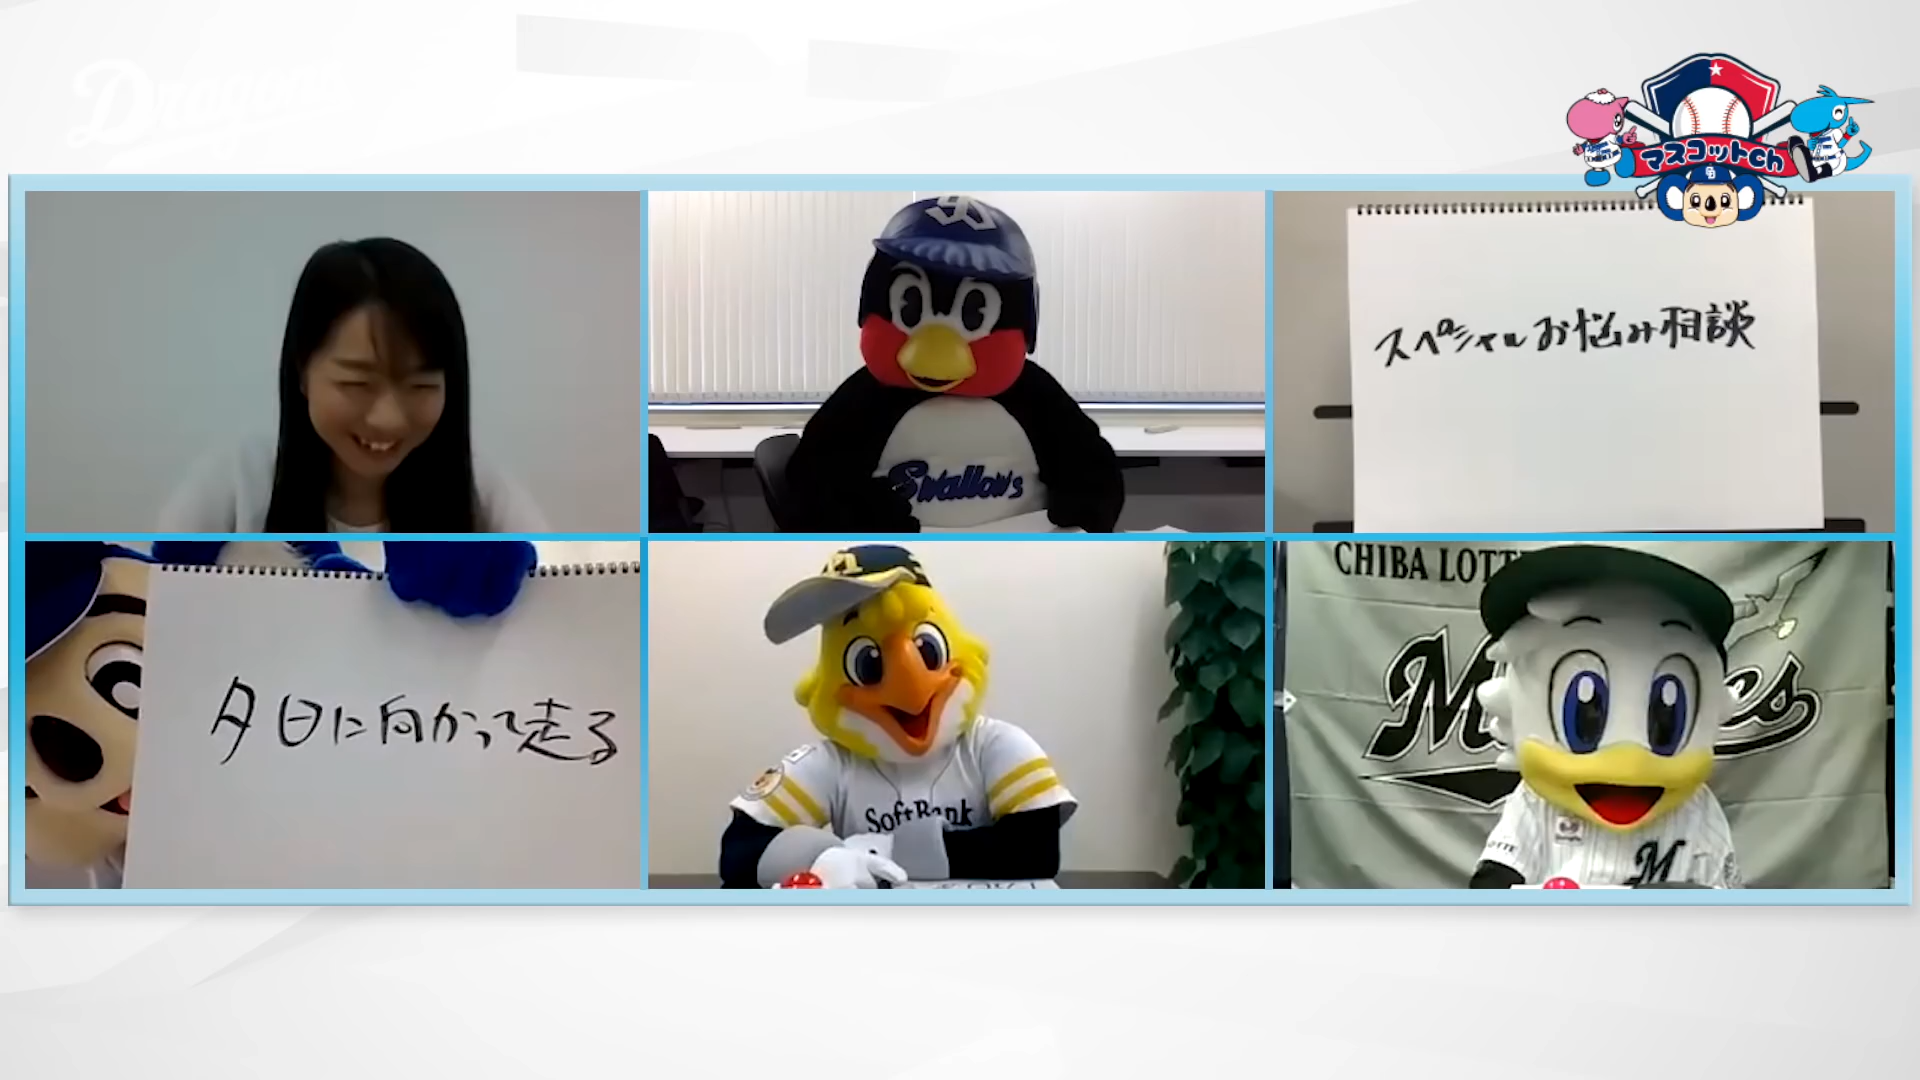 Dragons
マスコットCh
Swallows
スペシャルお悩み相談
夕日に向かって走る
SoftBank
CHIBA LOTTE
M